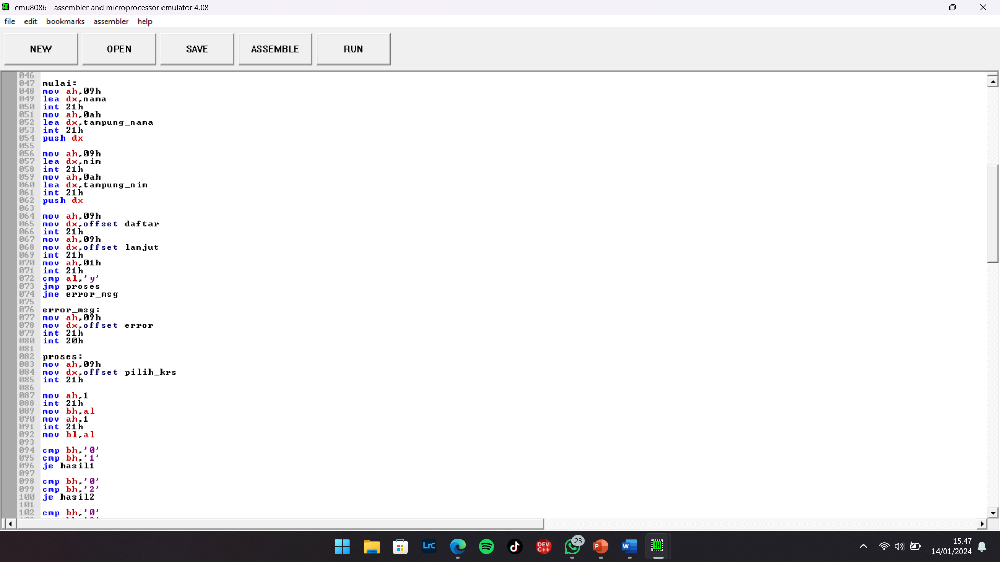 emu8086 - assembler and microprocessor emulator 4.08
file edit bookmarks assembler help
NEW OPEN SAVE ASSEMBLE RUN
046
047 mulai:
048 mov ah,09h
049 lea dx,nama
050 int 21h
051 mov ah,0ah
052 lea dx,tampung_nama
053 int 21h
054 push dx
055
056 mov ah,09h
057 lea dx,nim
058 int 21h
059 mov ah,0ah
060 lea dx,tampung_nim
061 int 21h
062 push dx
063
064 mov ah,09h
065 mov dx,offset daftar
066 int 21h
067 mov ah,09h
068 mov dx,offset lanjut
069 int 21h
070 mov ah,01h
071 int 21h
072 cmp al,'y'
073 jmp proses
074 jne error_msg
075
076 error_msg:
077 mov ah,09h
078 mov dx,offset error
079 int 21h
080 int 20h
081
082 proses:
083 mov ah,09h
084 mov dx,offset pilih_krs
085 int 21h
086
087 mov ah,1
088 int 21h
089 mov bh,al
090 mov ah,1
091 int 21h
092 mov bl,al
093
094 cmp bh,'0'
095 cmp bh,'1'
096 je hasil1
097
098 cmp bh,'0'
099 cmp bh,'2'
100 je hasil2
101
102 cmp bh,'0'
LrC
DEV C++
23
P
W
15.47
14/01/2024